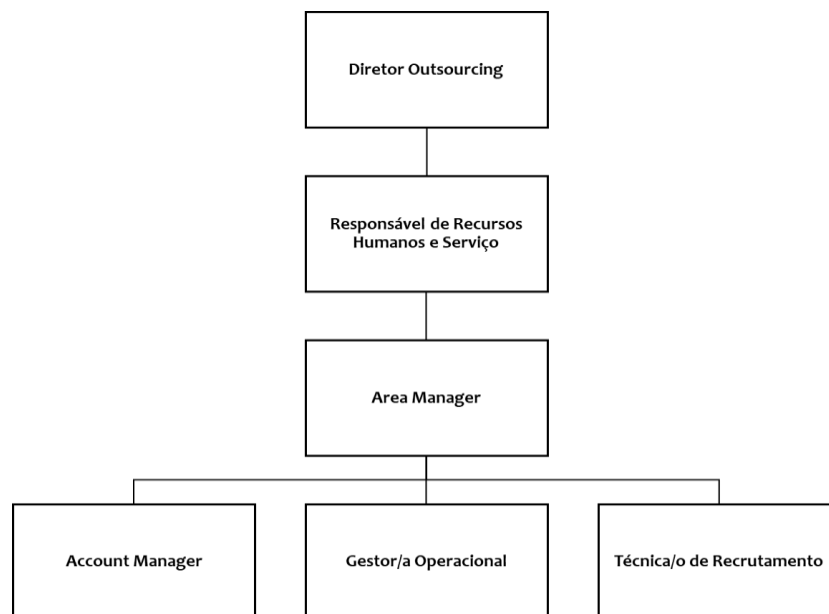 Diretor Outsourcing
Responsável de Recursos
Humanos e Serviço
Area Manager
Account Manager
Gestor/a Operacional
Técnica/o de Recrutamento